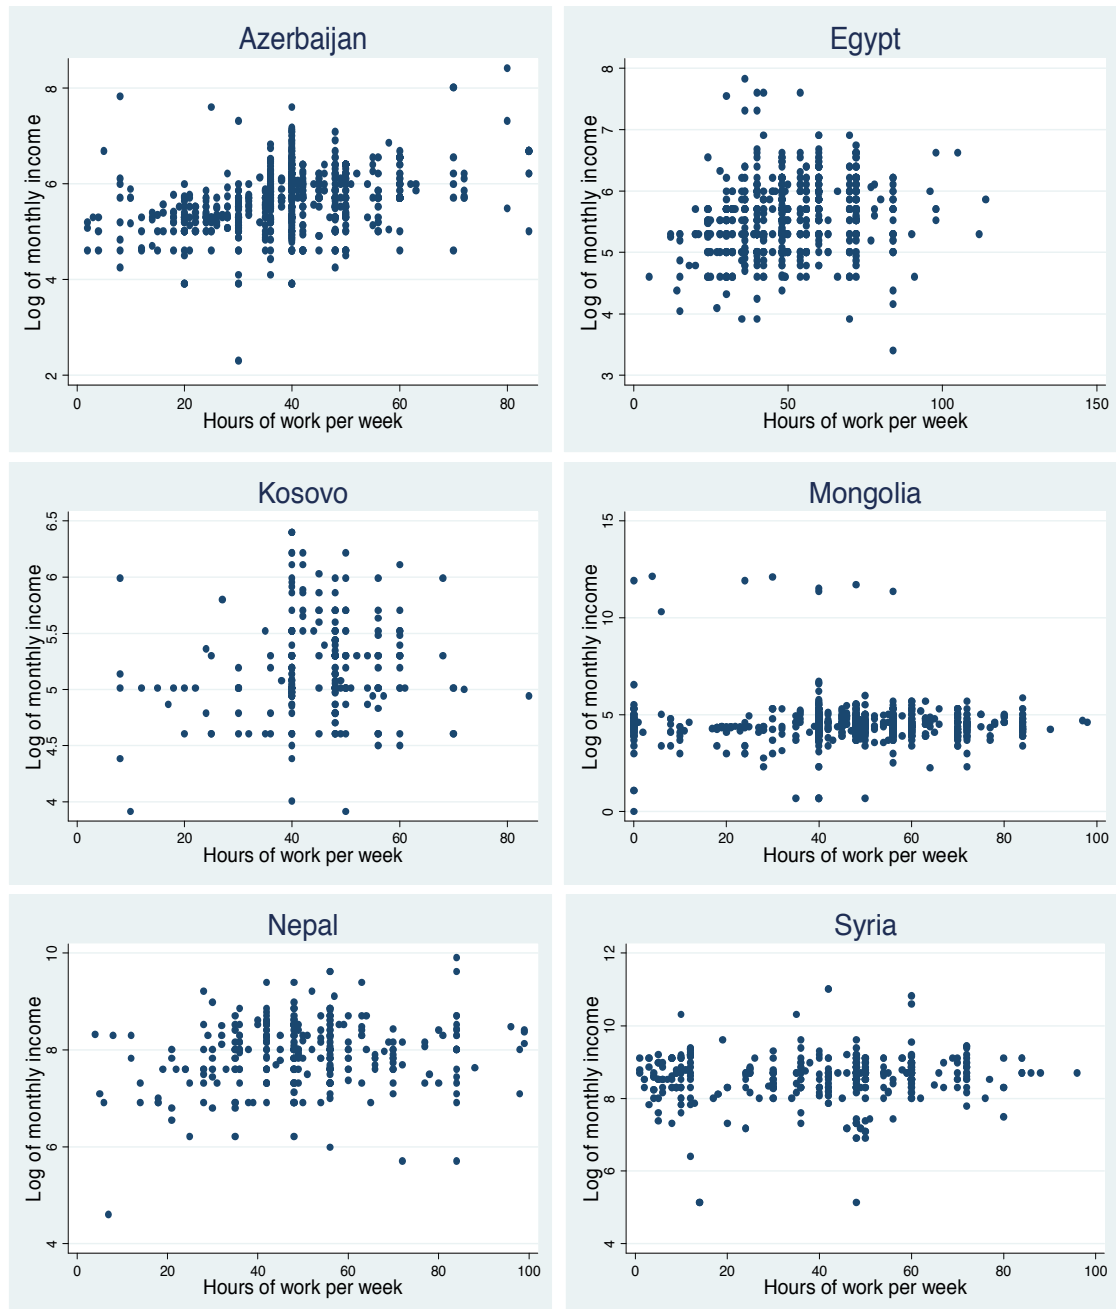 Azerbaijan
Log of monthly income
8
6
4
2
0 20 40 60 80
Hours of work per week
Egypt
Log of monthly income
8
7
6
5
4
3
0 50 100 150
Hours of work per week
Kosovo
Log of monthly income
6.5
6
5.5
5
4.5
4
0 20 40 60 80
Hours of work per week
Mongolia
Log of monthly income
15
10
5
0
0 20 40 60 80 100
Hours of work per week
Nepal
Log of monthly income
10
8
6
4
0 20 40 60 80 100
Hours of work per week
Syria
Log of monthly income
12
10
8
6
4
0 20 40 60 80 100
Hours of work per week